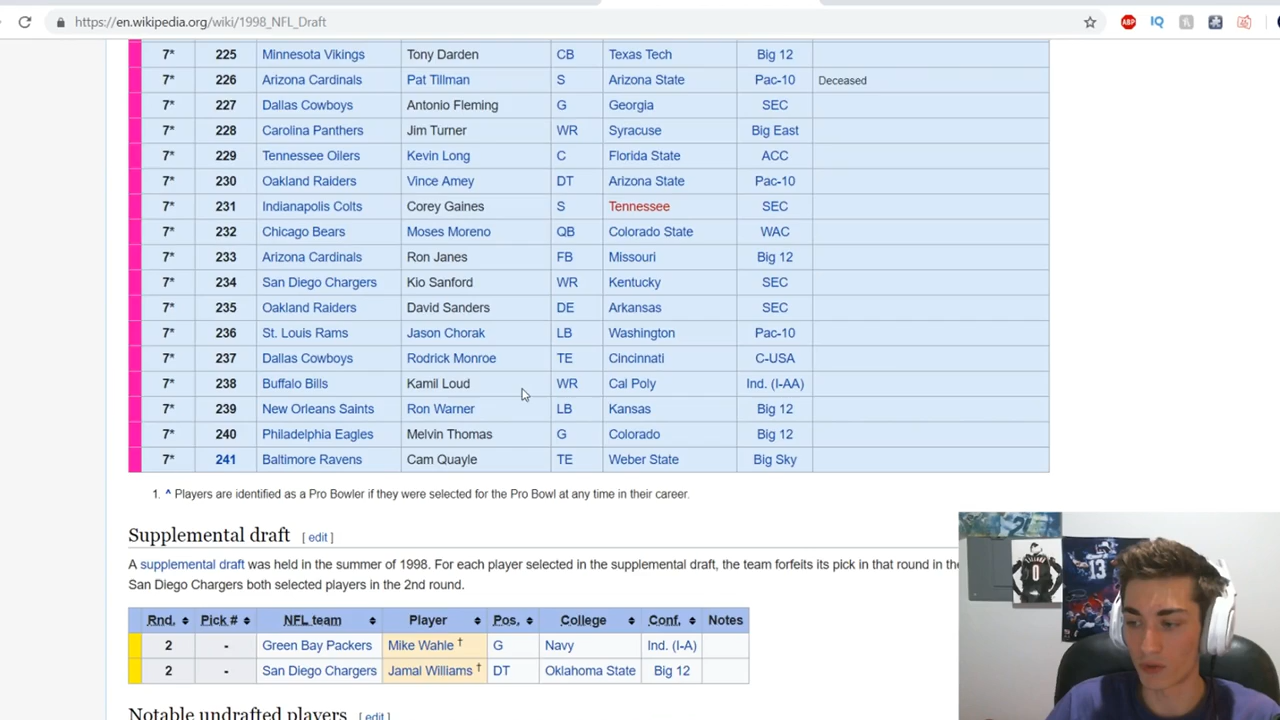 https://en.wikipedia.org/wiki/1998_NFL_Draft
ABP IQ
7* 225 Minnesota Vikings Tony Darden CB Texas Tech Big 12
7* 226 Arizona Cardinals Pat Tillman S Arizona State Pac-10 Deceased
7* 227 Dallas Cowboys Antonio Fleming G Georgia SEC
7* 228 Carolina Panthers Jim Turner WR Syracuse Big East
7* 229 Tennessee Oilers Kevin Long C Florida State ACC
7* 230 Oakland Raiders Vince Amey DT Arizona State Pac-10
7* 231 Indianapolis Colts Corey Gaines S Tennessee SEC
7* 232 Chicago Bears Moses Moreno QB Colorado State WAC
7* 233 Arizona Cardinals Ron Janes FB Missouri Big 12
7* 234 San Diego Chargers Kio Sanford WR Kentucky SEC
7* 235 Oakland Raiders David Sanders DE Arkansas SEC
7* 236 St. Louis Rams Jason Chorak LB Washington Pac-10
7* 237 Dallas Cowboys Rodrick Monroe TE Cincinnati C-USA
7* 238 Buffalo Bills Kamil Loud WR Cal Poly Ind. (I-AA)
7* 239 New Orleans Saints Ron Warner LB Kansas Big 12
7* 240 Philadelphia Eagles Melvin Thomas G Colorado Big 12
7* 241 Baltimore Ravens Cam Quayle TE Weber State Big Sky
1. ^ Players are identified as a Pro Bowler if they were selected for the Pro Bowl at any time in their career.
Supplemental draft [ edit ]
A supplemental draft was held in the summer of 1998. For each player selected in the supplemental draft, the team forfeits its pick in that round in the
San Diego Chargers both selected players in the 2nd round.
Rnd. Pick # NFL team Player Pos. College Conf. Notes
2 - Green Bay Packers Mike Wahle † G Navy Ind. (I-A)
2 - San Diego Chargers Jamal Williams † DT Oklahoma State Big 12
Notable undrafted players [ edit ]
0
13